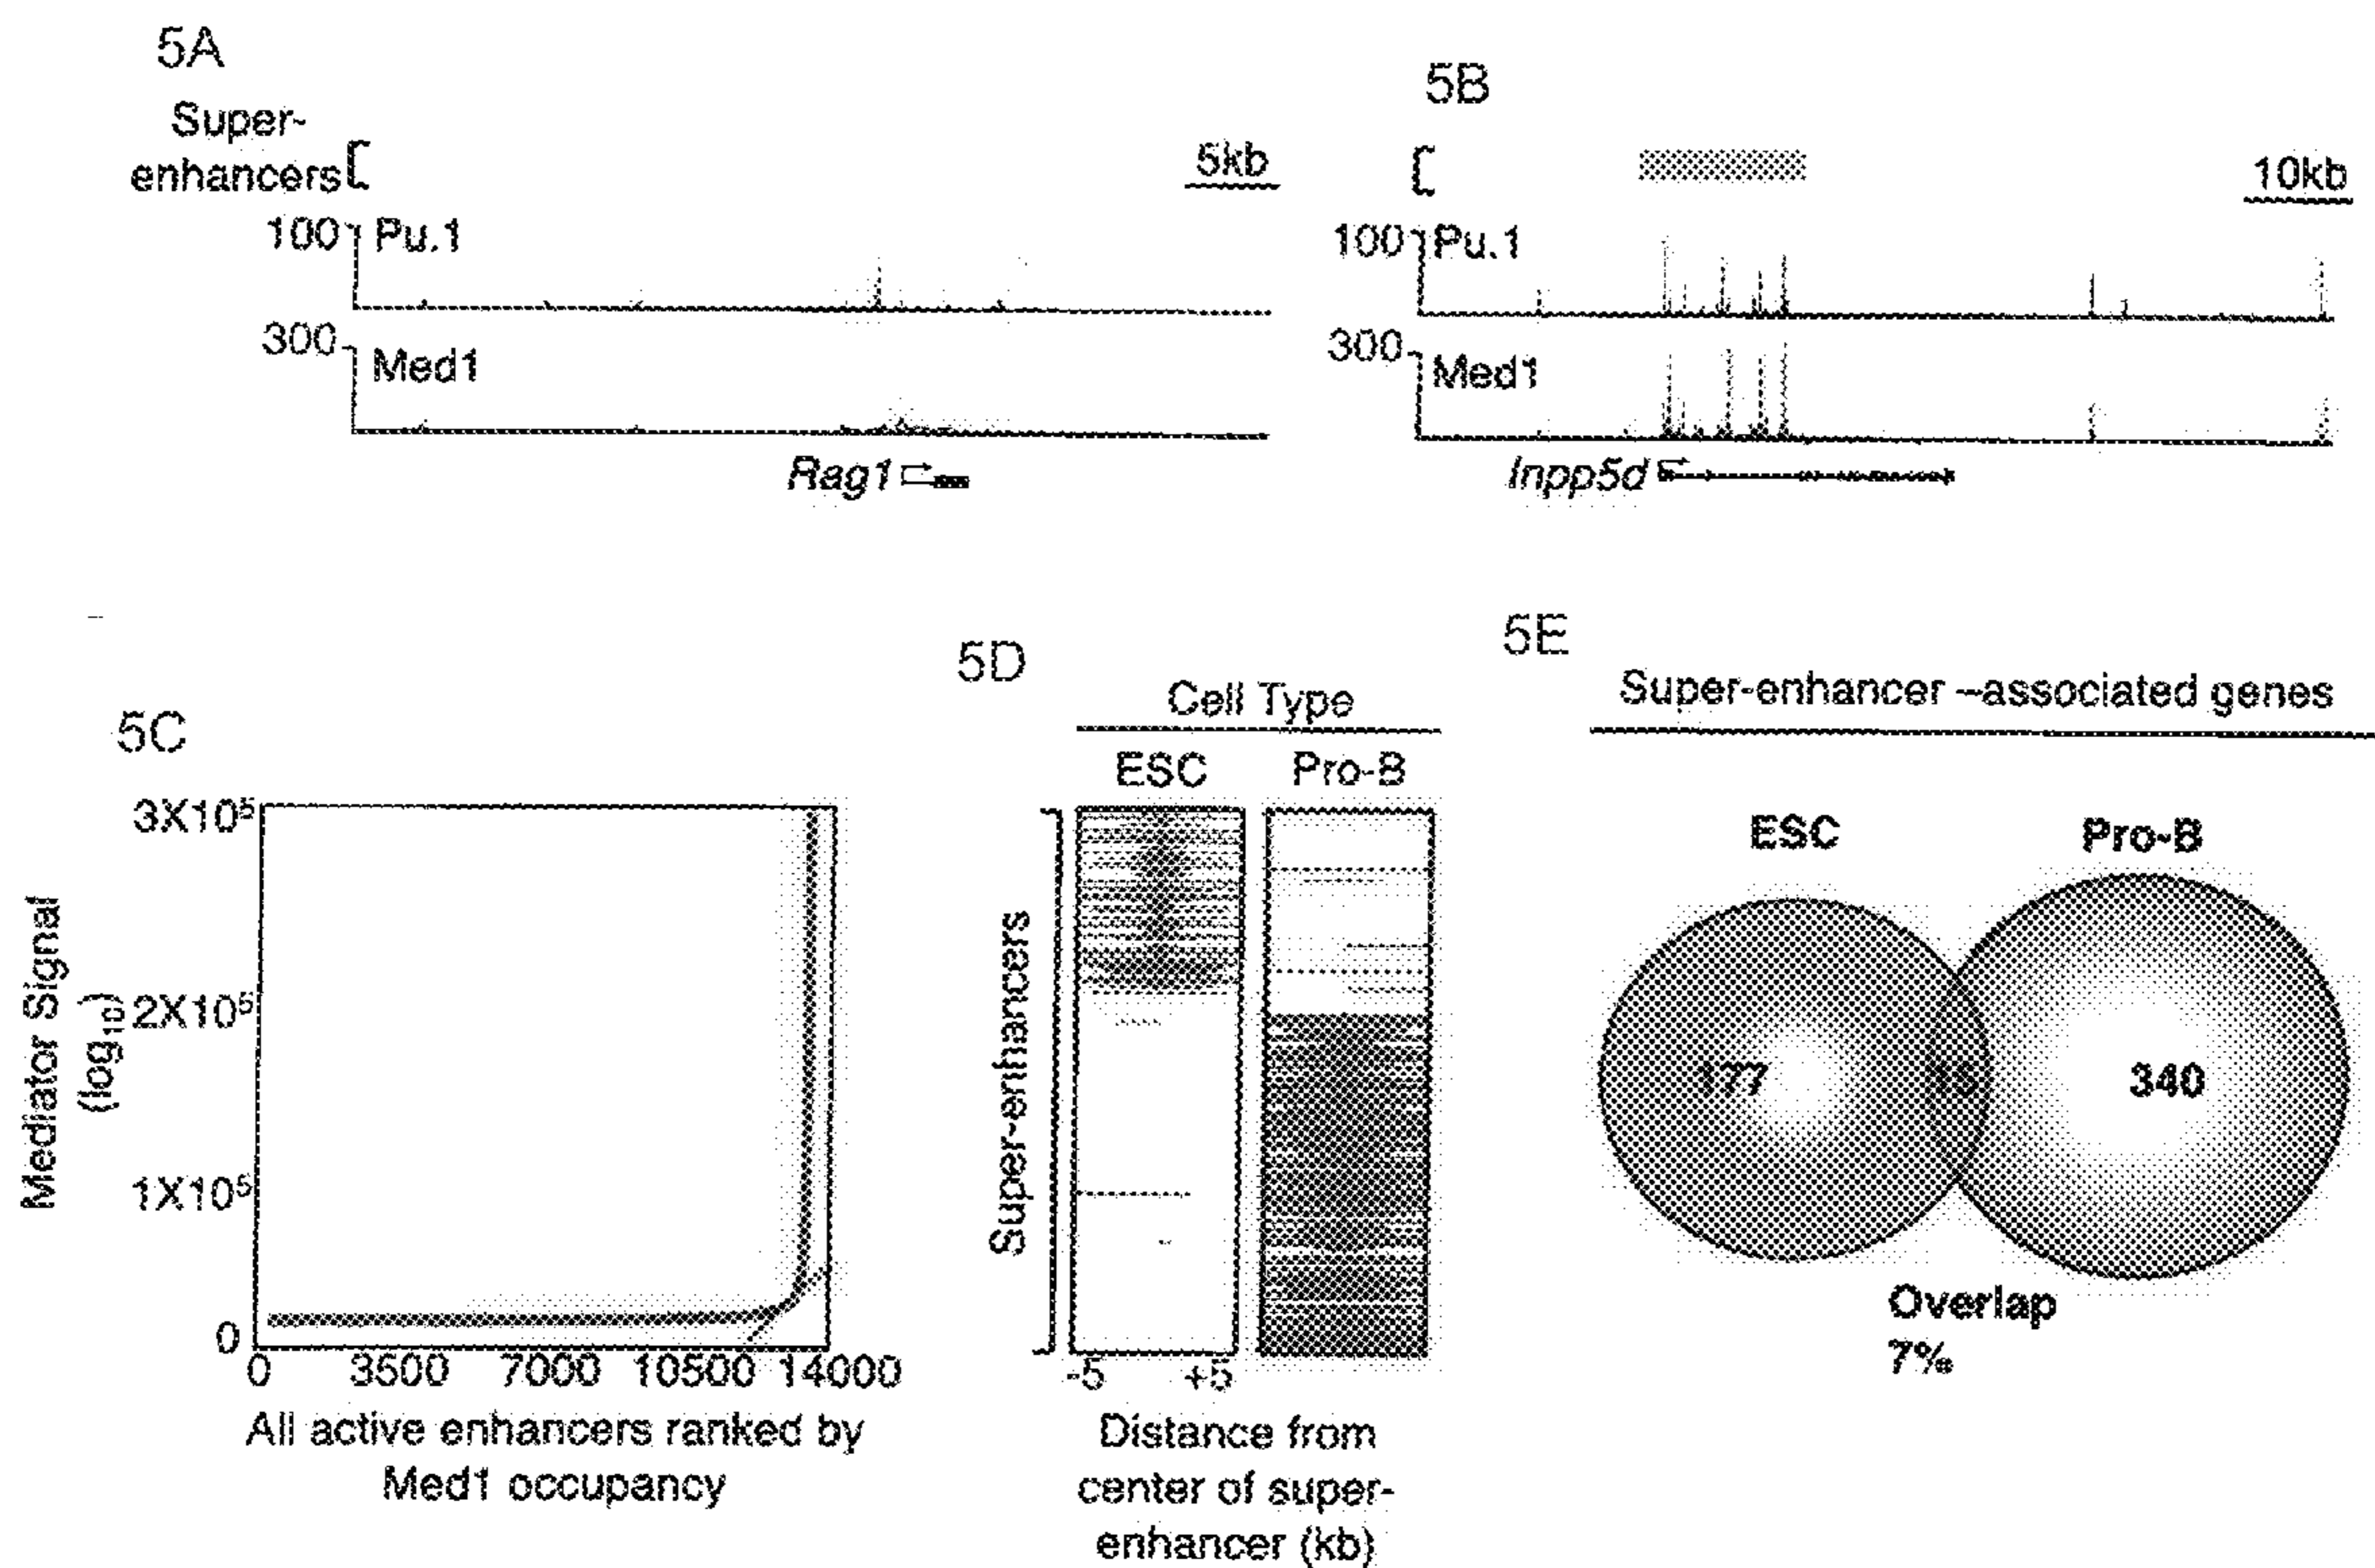 5A
Super-
enhancers
5kb
100
Pu.1
300
Med1
Rag1
5B
10kb
100
Pu.1
300
Med1
Inpp5d
5C
3X10⁵
2X10⁵
1X10⁵
0
Mediator Signal
(log₁₀)
0 3500 7000 10500 14000
All active enhancers ranked by
Med1 occupancy
5D
Cell Type
ESC Pro-B
Super-enhancers
-5 +5
Distance from
center of super-
enhancer (kb)
5E
Super-enhancer –associated genes
ESC Pro-B
177 340
Overlap
7%